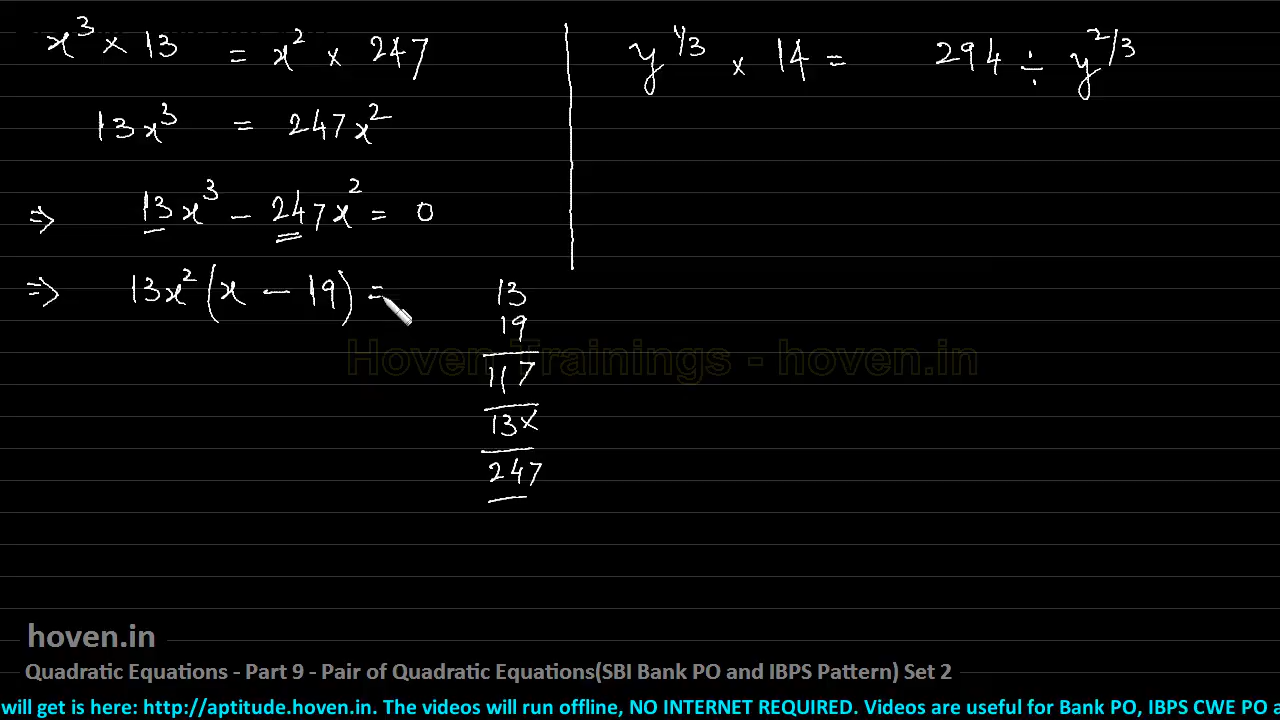 x³ × 13 = x² × 247
13x³ = 247x²
⇒ 13x³ − 247x² = 0
⇒ 13x² (x − 19) =
13
19
117
13×
247
y^1/3 × 14 = 294 ÷ y^2/3
Hoven iTrainings - hoven.in
hoven.in
Quadratic Equations - Part 9 - Pair of Quadratic Equations(SBI Bank PO and IBPS Pattern) Set 2
will get is here: http://aptitude.hoven.in. The videos will run offline, NO INTERNET REQUIRED. Videos are useful for Bank PO, IBPS CWE PO a